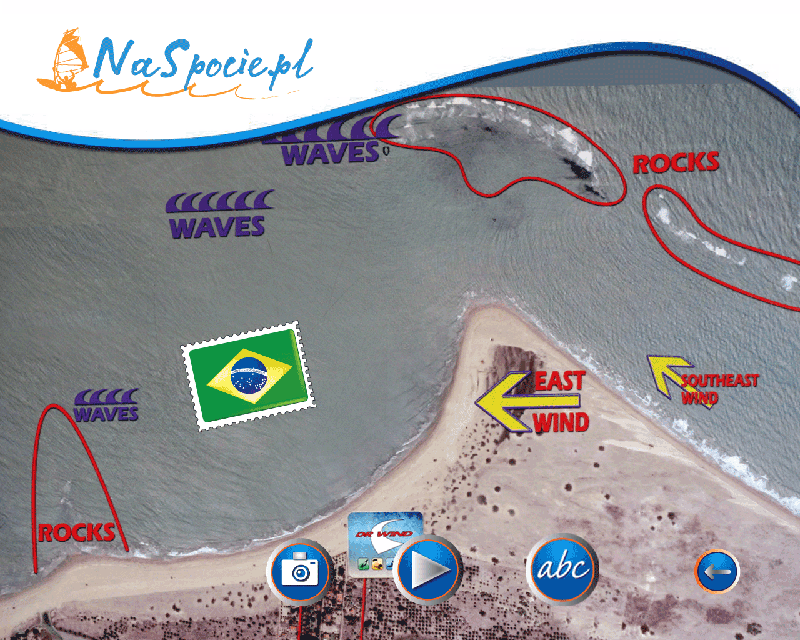 NaSpocie.pl
WAVES
ROCKS
WAVES
EAST
WIND
SOUTHEAST
WIND
WAVES
ROCKS
DR WIND
abc